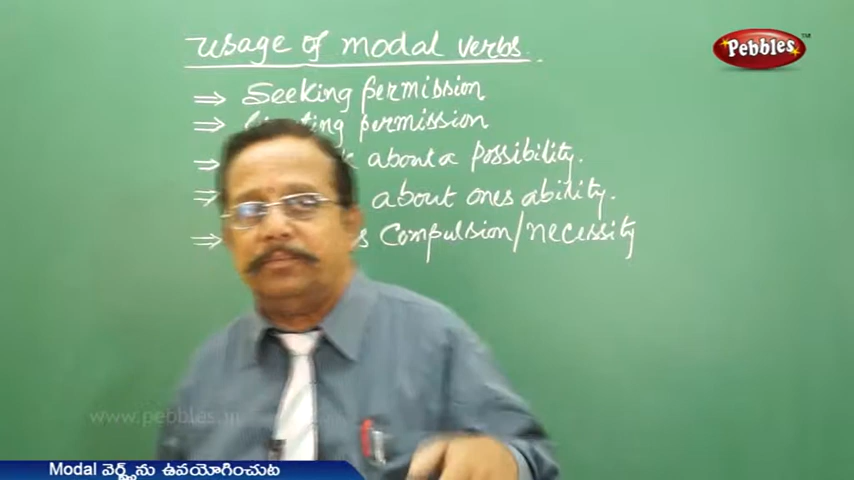 usage of modal verbs.
Pebbles
TM
⇒ Seeking permission
⇒ permission
⇒ about a possibility.
⇒ about ones ability.
⇒ Compulsion/necessity
www.pebbles.in
Modal వెర్బ్స్‌ను ఉపయోగించుట